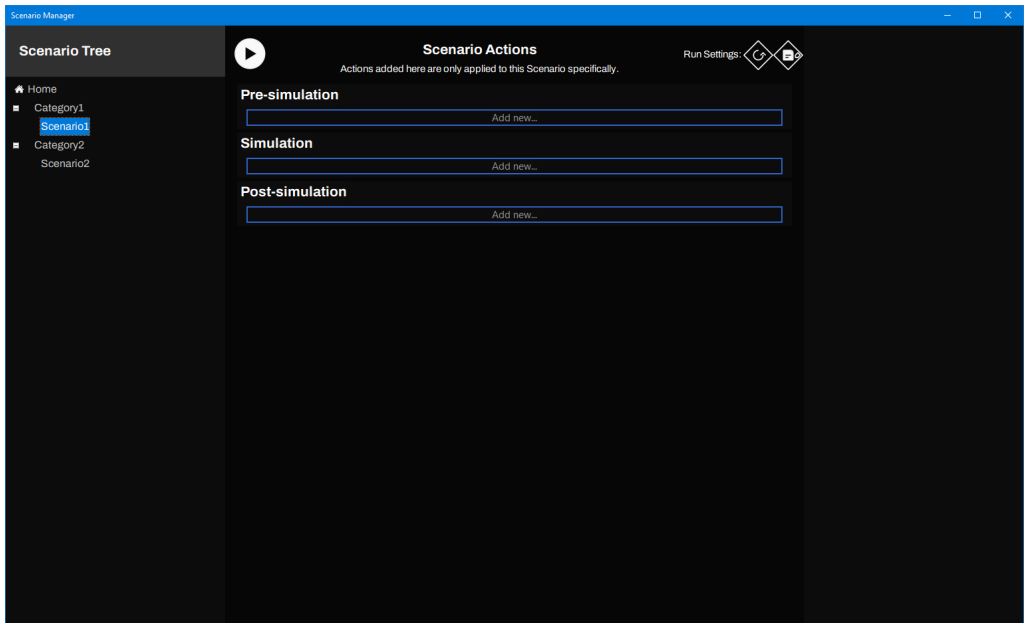 Scenario Manager
Scenario Tree
Home
Category1
Scenario1
Category2
Scenario2
Scenario Actions
Actions added here are only applied to this Scenario specifically.
Run Settings:
Pre-simulation
Add new...
Simulation
Add new...
Post-simulation
Add new...